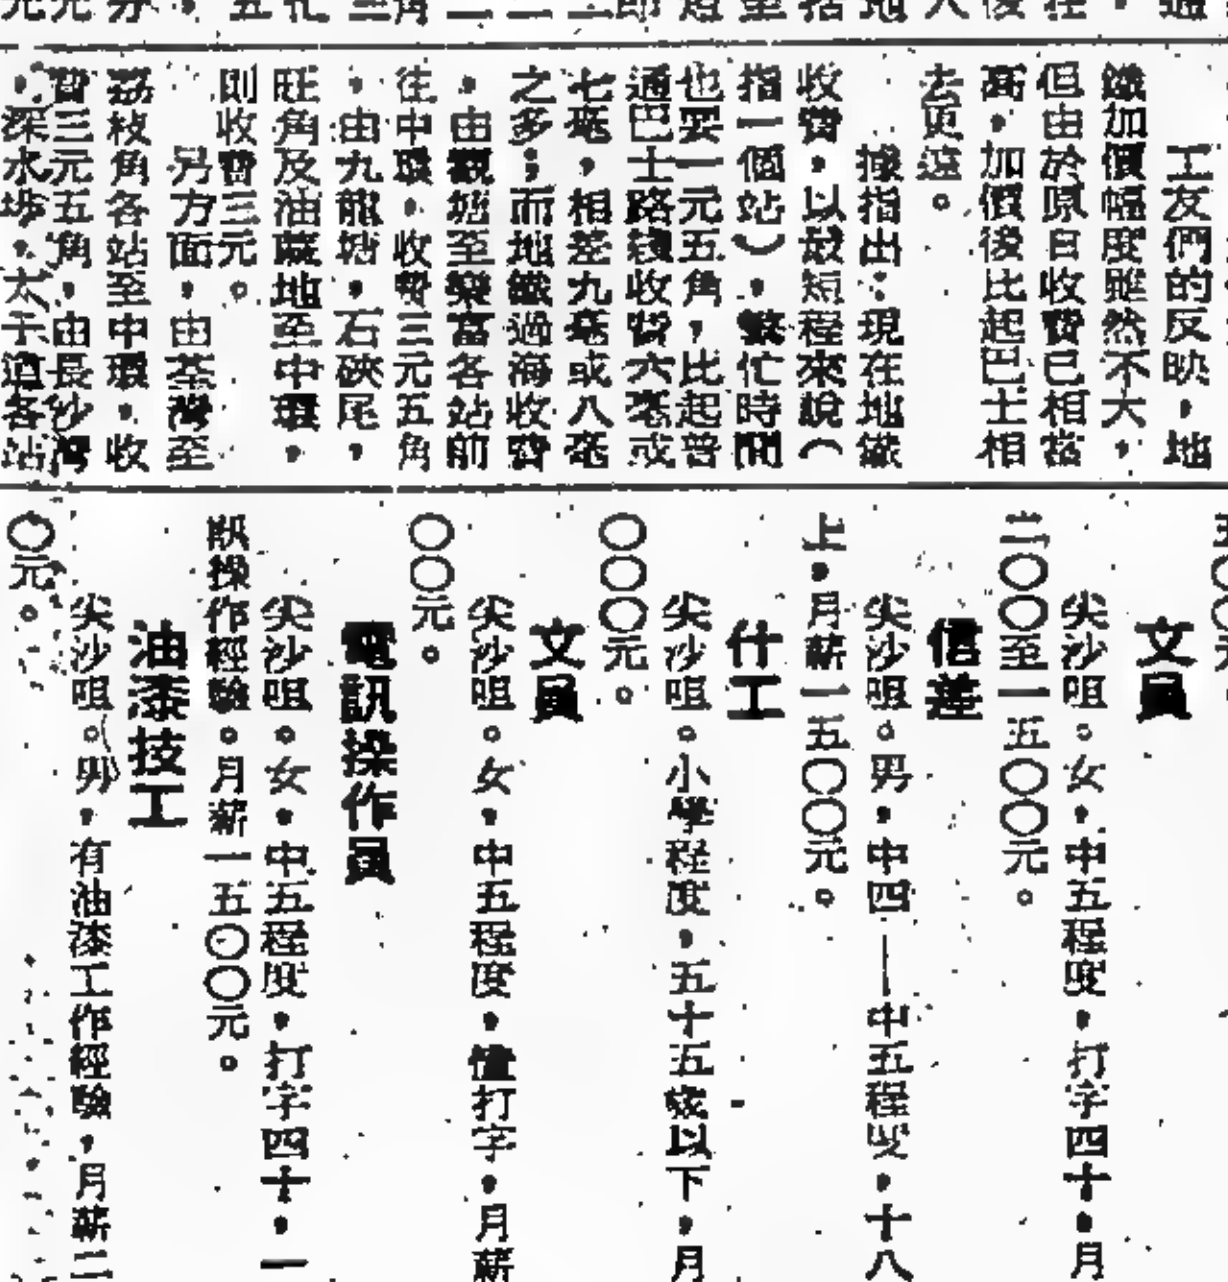 工友們的反映，地
鐵加價幅度雖然不大，
但由於原日收費已相當
高，加價後比起巴士相
去更遠。
據指出：現在地鐵
收費，以最短程來說（
指一個站），繁忙時間
也要一元五角，比起普
通巴士路綫收費六毫或
七毫，相差九毫或八毫
之多；而地鐵過海收費
，由觀塘至樂富各站前
往中環，收費三元五角
，由九龍塘，石硤尾，
旺角及油蔴地至中環，
則收費三元。
另方面，由荃灣至
荔枝角各站至中環，收
費三元五角，由長沙灣
，深水埗，太子道各站
文員
尖沙咀。女，中五程度，打字四十，月
二〇〇至一五〇〇元。
信差
尖沙咀。男，中四—中五程度，十八
上，月薪一五〇〇元。
什工
尖沙咀。小學程度，五十五歲以下，月
〇〇〇元。
文員
尖沙咀。女，中五程度，懂打字，月薪
〇〇元。
電訊操作員
尖沙咀。女，中五程度，打字四十，一
訊操作經驗。月薪一五〇〇元。
油漆技工
尖沙咀。男，有油漆工作經驗，月薪二
〇元。